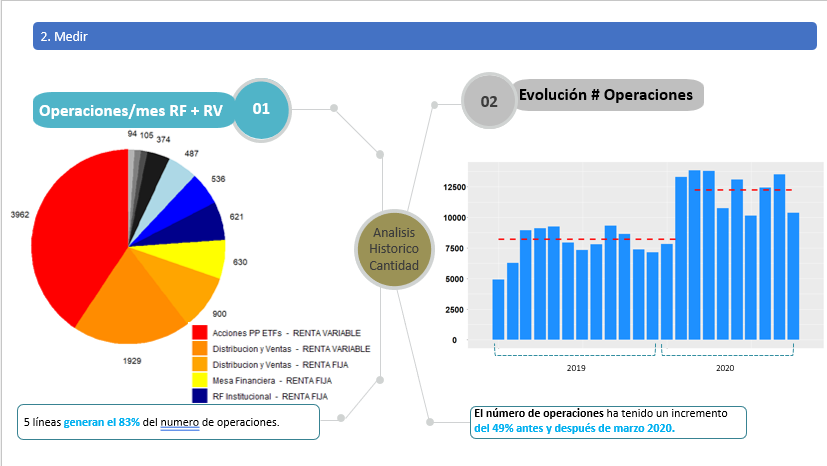 2. Medir
Operaciones/mes RF + RV
01
94
105
374
487
536
621
630
900
1929
3962
Acciones PP ETFs - RENTA VARIABLE
Distribucion y Ventas - RENTA VARIABLE
Distribucion y Ventas - RENTA FIJA
Mesa Financiera - RENTA FIJA
RF Institucional - RENTA FIJA
5 líneas generan el 83% del numero de operaciones.
Analisis
Historico
Cantidad
02
Evolución # Operaciones
12500
10000
7500
5000
2500
0
2019
2020
El número de operaciones ha tenido un incremento
del 49% antes y después de marzo 2020.